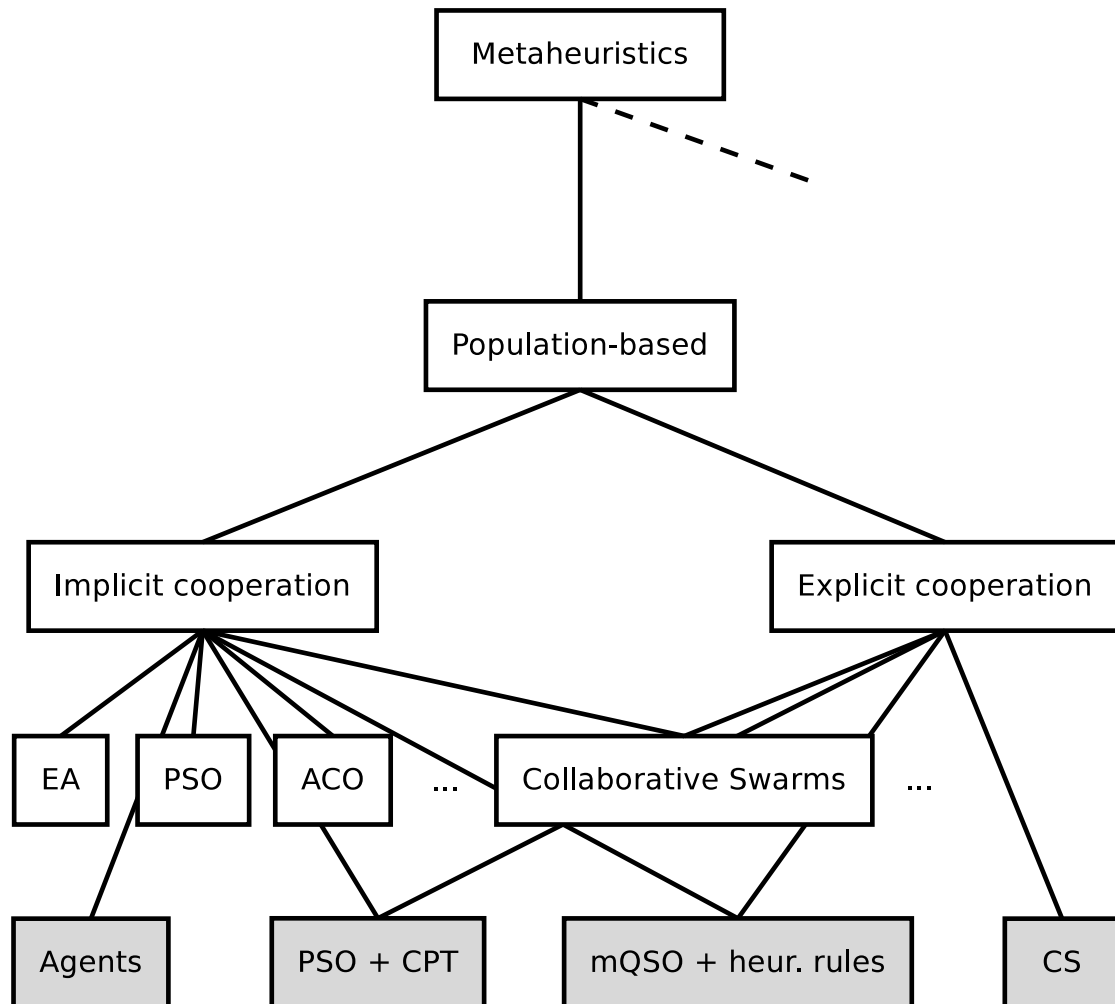 Metaheuristics
Population-based
Implicit cooperation
Explicit cooperation
EA
PSO
ACO
...
Collaborative Swarms
...
Agents
PSO + CPT
mQSO + heur. rules
CS